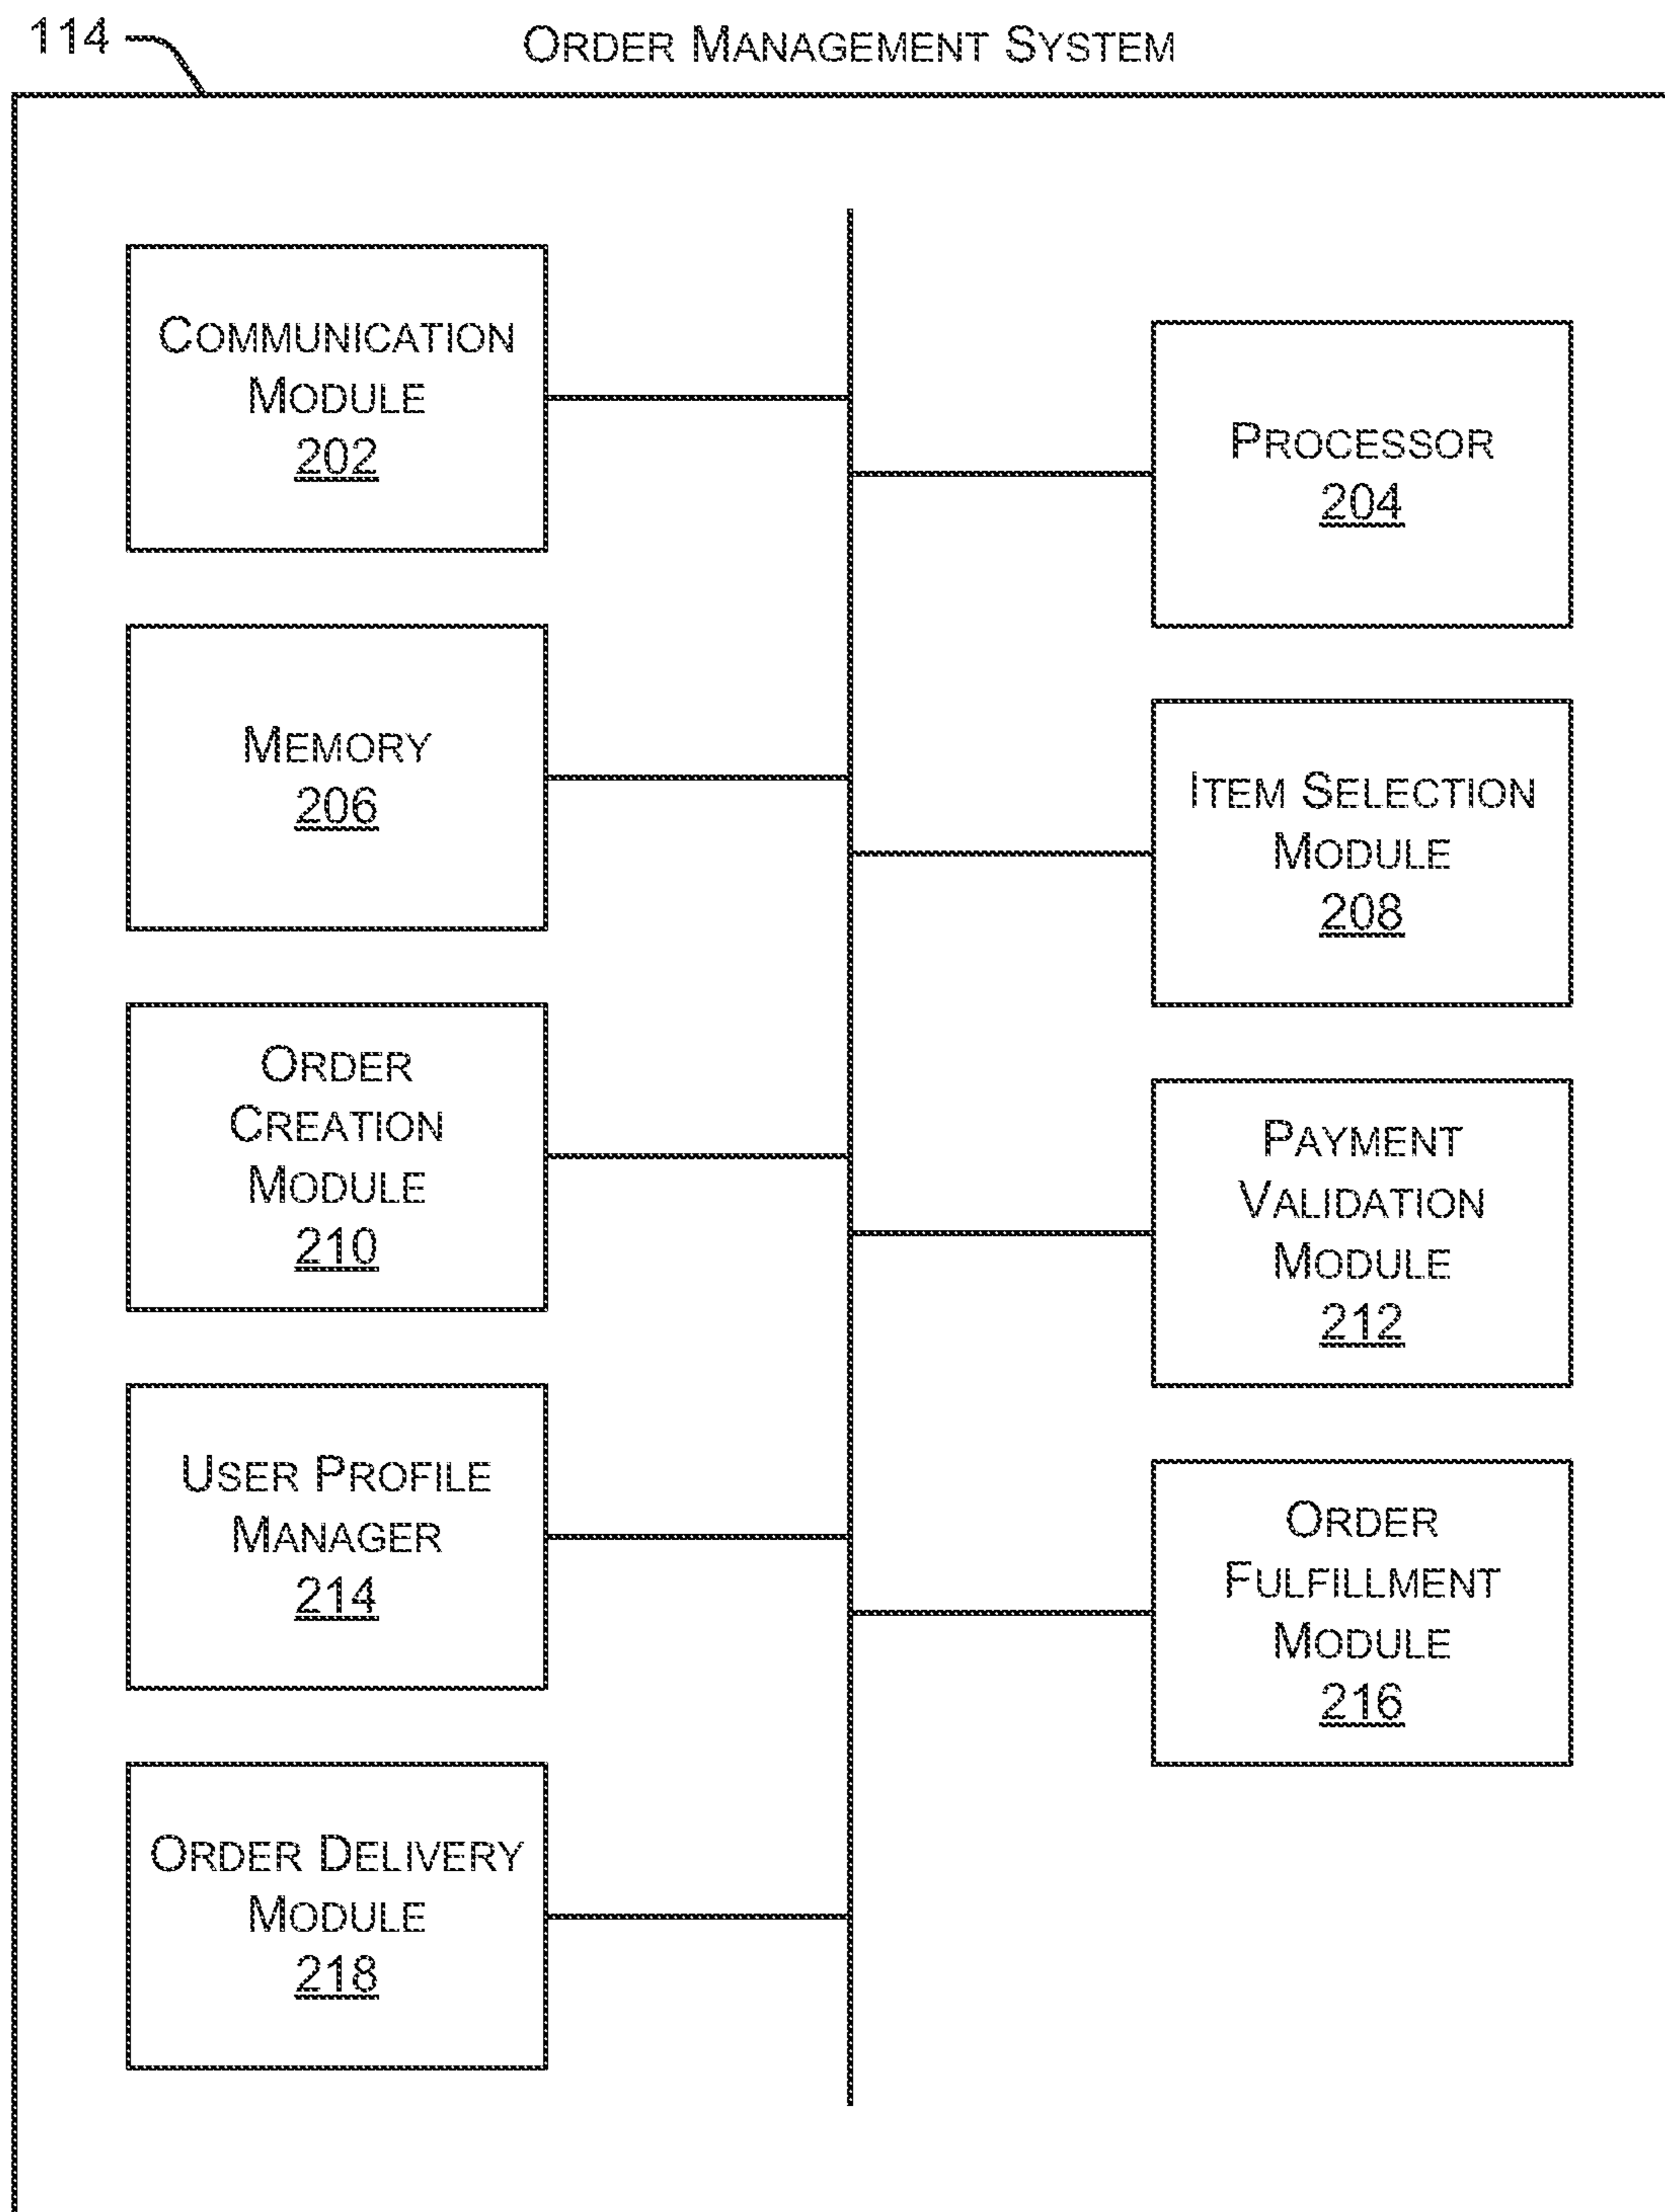 114
ORDER MANAGEMENT SYSTEM
COMMUNICATION
MODULE
202
PROCESSOR
204
MEMORY
206
ITEM SELECTION
MODULE
208
ORDER
CREATION
MODULE
210
PAYMENT
VALIDATION
MODULE
212
USER PROFILE
MANAGER
214
ORDER
FULFILLMENT
MODULE
216
ORDER DELIVERY
MODULE
218